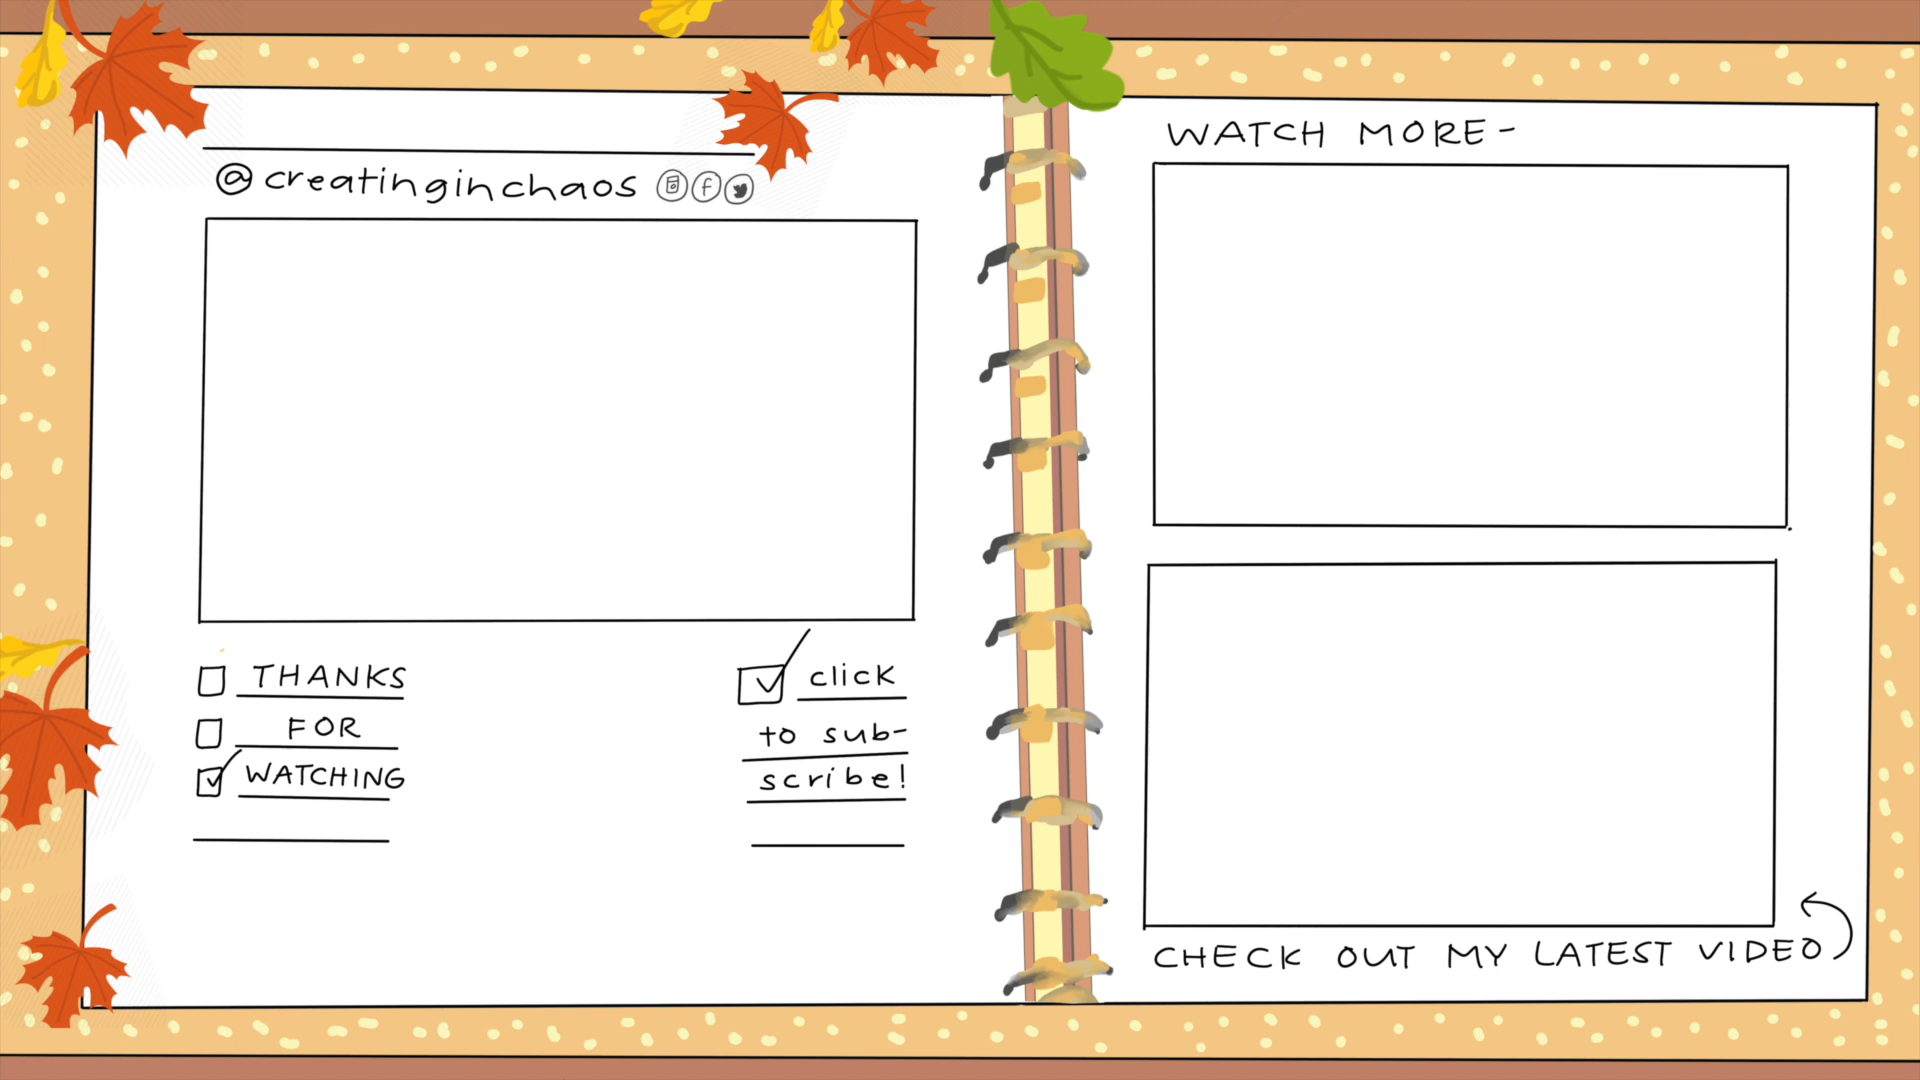 @creatinginchaos
THANKS
FOR
WATCHING
click
to sub-
scribe!
WATCH MORE-
CHECK OUT MY LATEST VIDEO